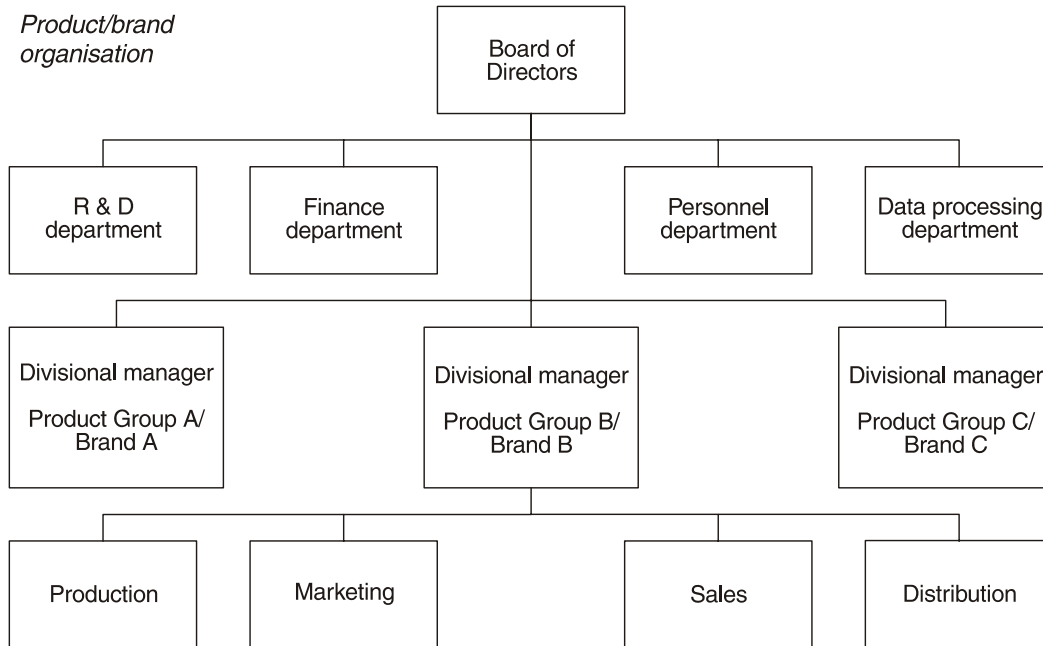 Product/brand
organisation
Board of
Directors
R & D
department
Finance
department
Personnel
department
Data processing
department
Divisional manager
Product Group A/
Brand A
Divisional manager
Product Group B/
Brand B
Divisional manager
Product Group C/
Brand C
Production
Marketing
Sales
Distribution